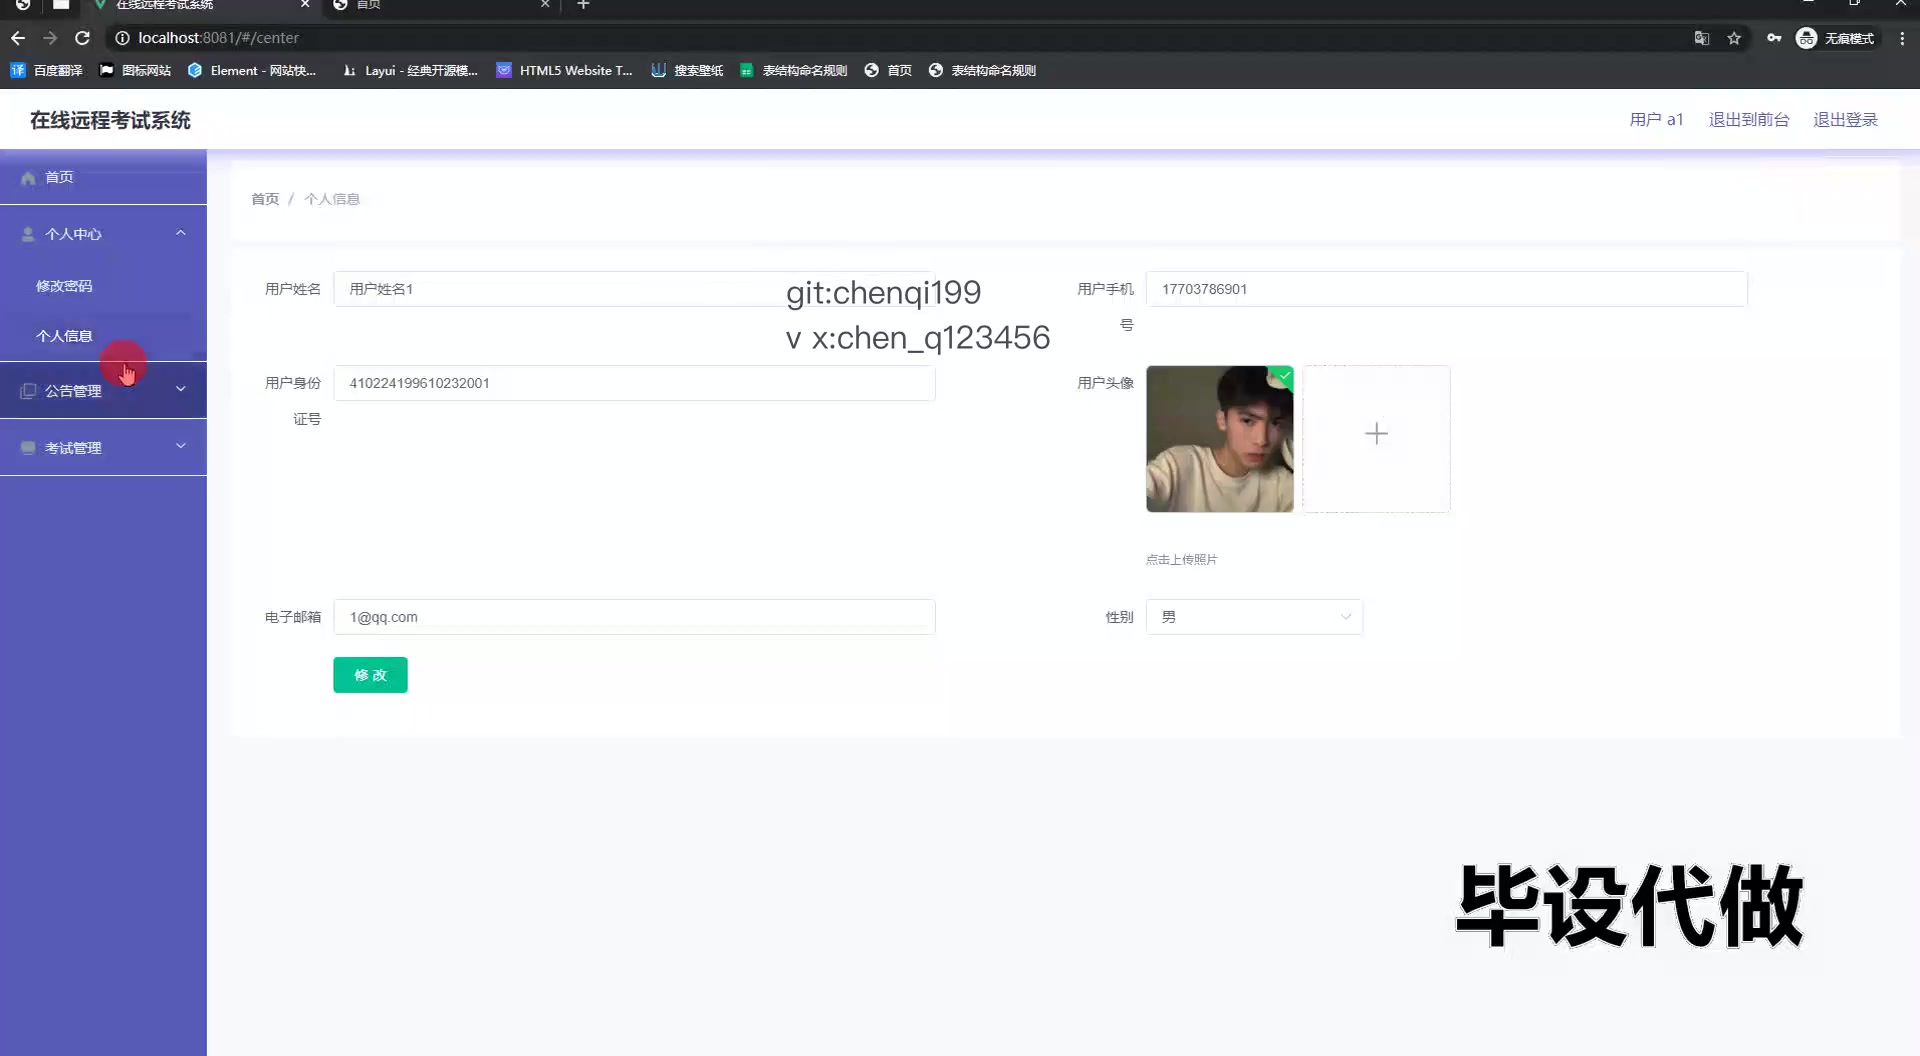 在线远程考试系统
首页
localhost:8081/#/center
无痕模式
百度翻译
图标网站
Element - 网站快...
Layui - 经典开源模...
HTML5 Website T...
搜索壁纸
表结构命名规则
首页
表结构命名规则
在线远程考试系统
用户 a1
退出到前台
退出登录
首页
个人中心
修改密码
个人信息
公告管理
考试管理
首页 / 个人信息
用户姓名
用户姓名1
git:chenqi199
v x:chen_q123456
用户手机号
17703786901
用户身份证号
410224199610232001
用户头像
点击上传照片
电子邮箱
1@qq.com
性别
男
修改
毕设代做